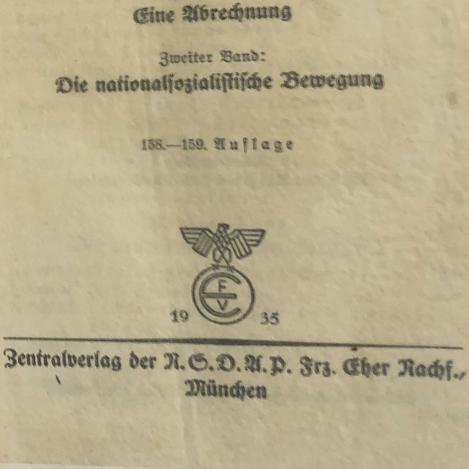 Eine Abrechnung
Zweiter Band:
Die nationalsozialistische Bewegung
158.—159. Auflage
F
E
V
19 35
Zentralverlag der N.S.D.A.P. Frz. Eher Nachf.,
München